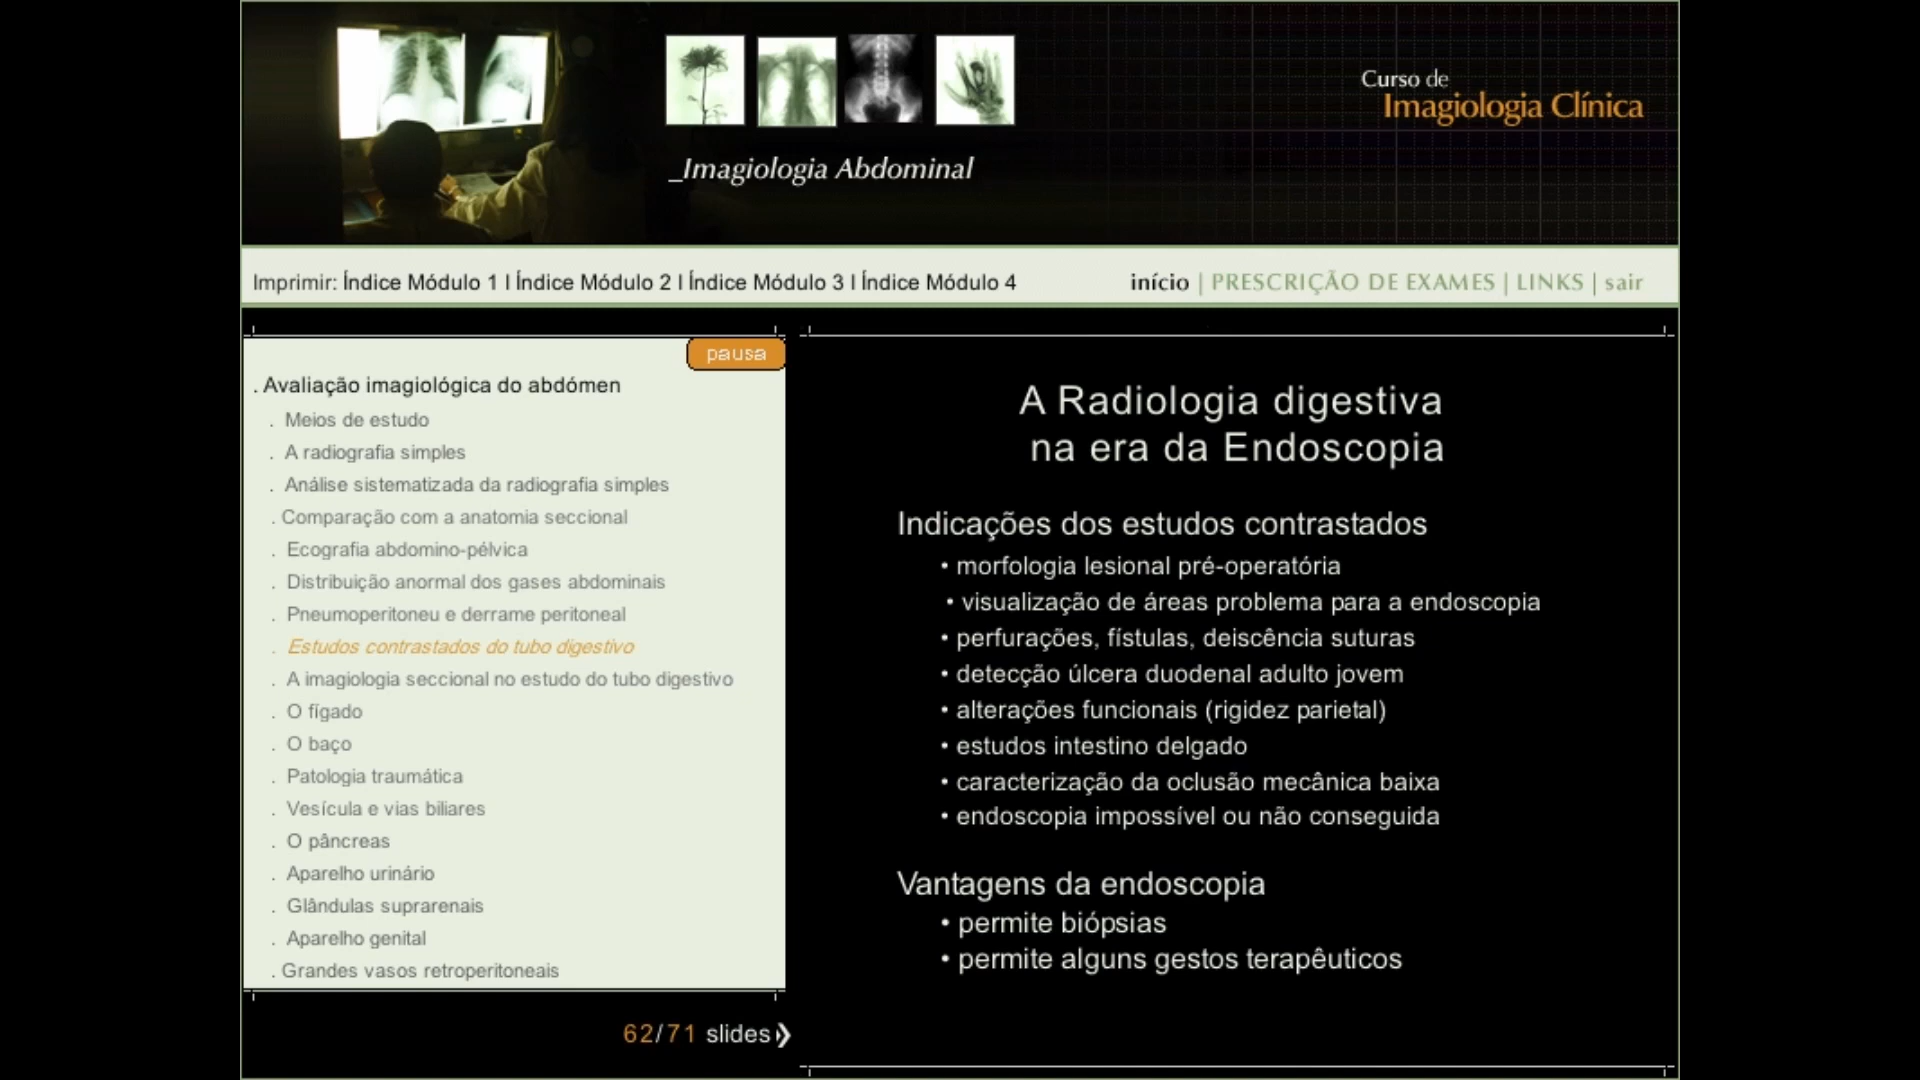 Curso de
Imagiologia Clínica
_Imagiologia Abdominal
Imprimir: Índice Módulo 1 I Índice Módulo 2 I Índice Módulo 3 I Índice Módulo 4
início | PRESCRIÇÃO DE EXAMES | LINKS | sair
pausa
. Avaliação imagiológica do abdómen
. Meios de estudo
. A radiografia simples
. Análise sistematizada da radiografia simples
. Comparação com a anatomia seccional
. Ecografia abdomino-pélvica
. Distribuição anormal dos gases abdominais
. Pneumoperitoneu e derrame peritoneal
. Estudos contrastados do tubo digestivo
. A imagiologia seccional no estudo do tubo digestivo
. O fígado
. O baço
. Patologia traumática
. Vesícula e vias biliares
. O pâncreas
. Aparelho urinário
. Glândulas suprarenais
. Aparelho genital
. Grandes vasos retroperitoneais
62/71 slides
A Radiologia digestiva
na era da Endoscopia
Indicações dos estudos contrastados
• morfologia lesional pré-operatória
• visualização de áreas problema para a endoscopia
• perfurações, fístulas, deiscência suturas
• detecção úlcera duodenal adulto jovem
• alterações funcionais (rigidez parietal)
• estudos intestino delgado
• caracterização da oclusão mecânica baixa
• endoscopia impossível ou não conseguida
Vantagens da endoscopia
• permite biópsias
• permite alguns gestos terapêuticos